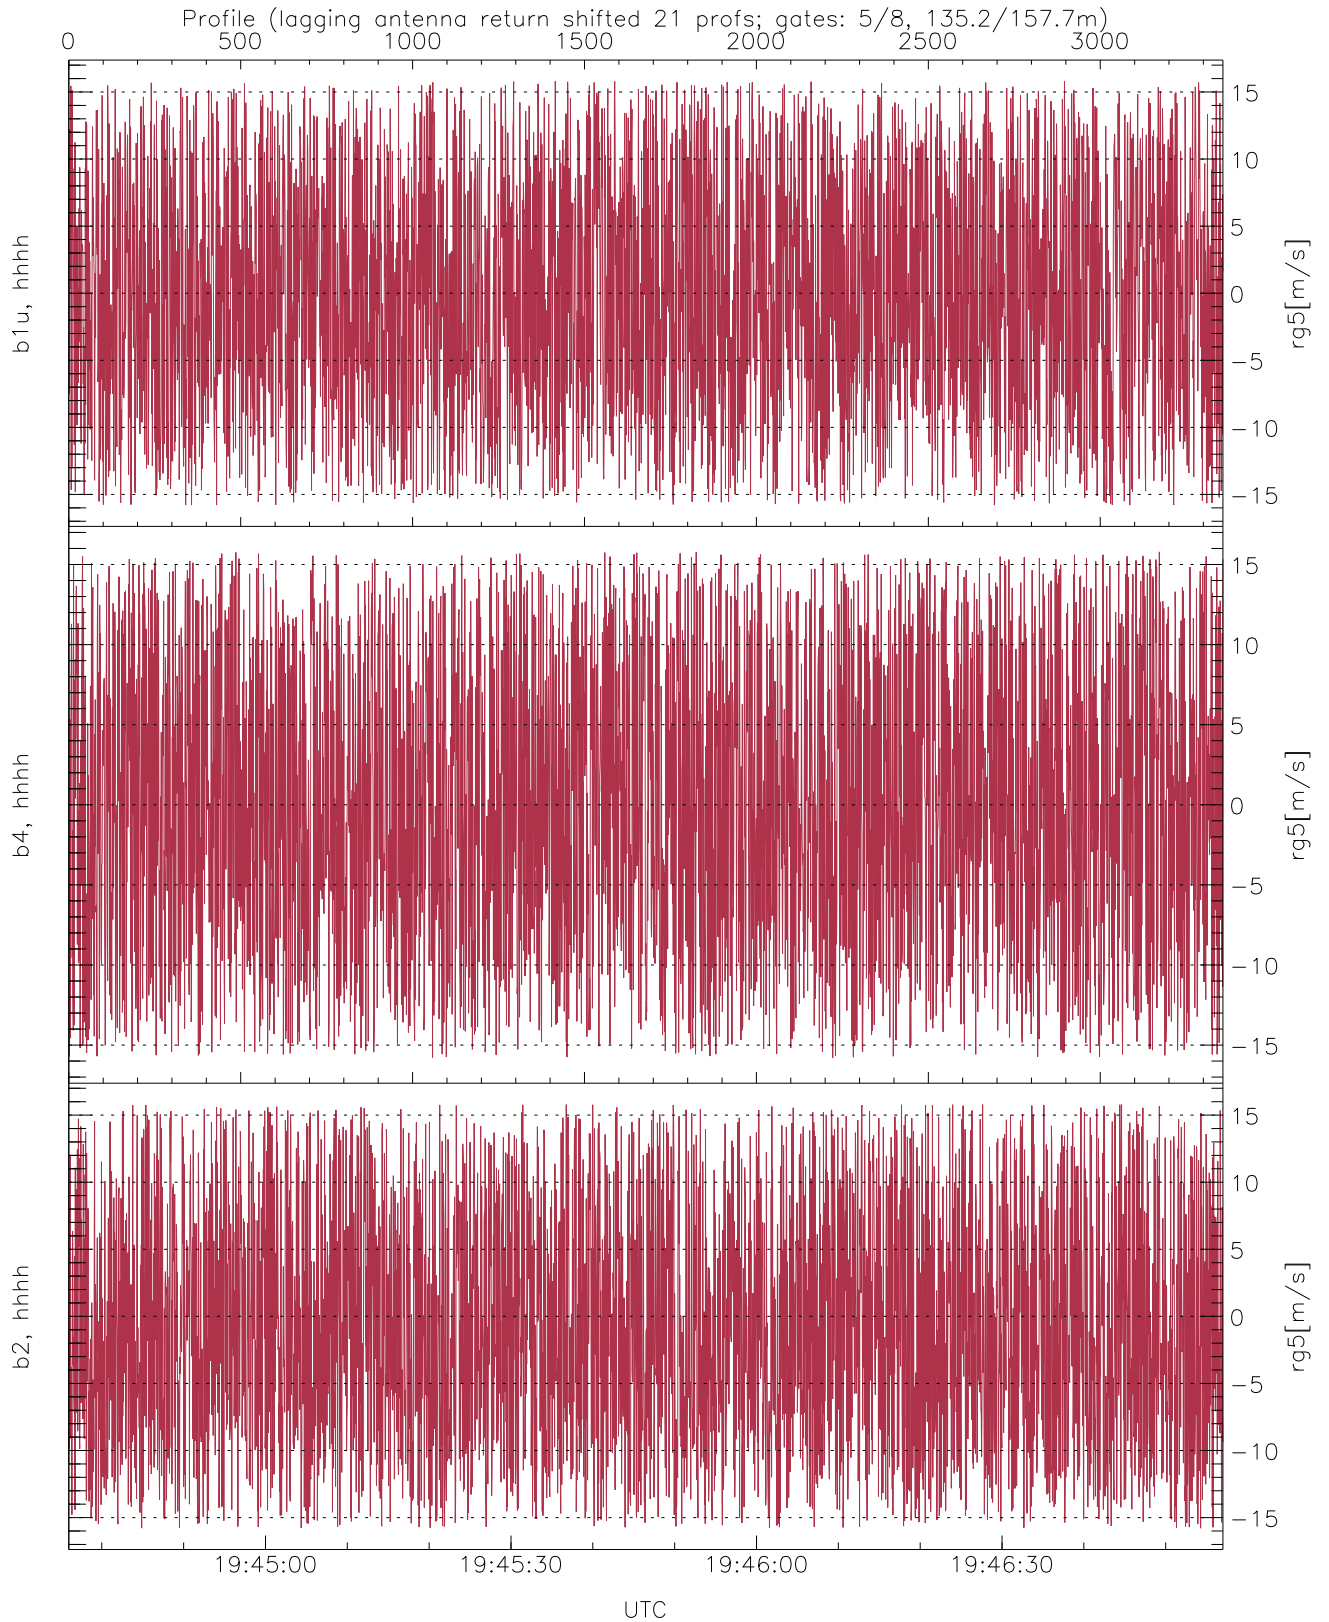 Profile (lagging antenna return shifted 21 profs; gates: 5/8, 135.2/157.7m)
0 500 1000 1500 2000 2500 3000
b1u, hhhh
15
10
5
0
−5
−10
−15
rg5[m/s]
b4, hhhh
15
10
5
0
−5
−10
−15
rg5[m/s]
b2, hhhh
15
10
5
0
−5
−10
−15
rg5[m/s]
19:45:00 19:45:30 19:46:00 19:46:30
UTC